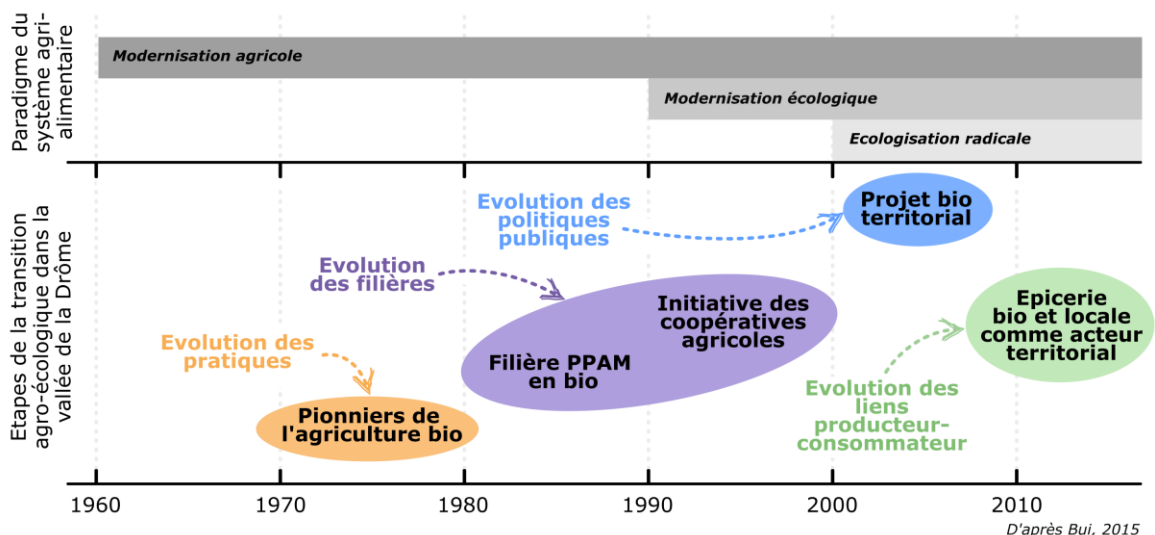 Paradigme du
système agri-
alimentaire
Modernisation agricole
Modernisation écologique
Ecologisation radicale
Etapes de la transition
agro-écologique dans la
vallée de la Drôme
Evolution des
politiques
publiques
Projet bio
territorial
Evolution
des filières
Initiative des
coopératives
agricoles
Filière PPAM
en bio
Epicerie
bio et locale
comme acteur
territorial
Evolution des
pratiques
Pionniers de
l'agriculture bio
Evolution des
liens
producteur-
consommateur
1960
1970
1980
1990
2000
2010
D'après Bui, 2015